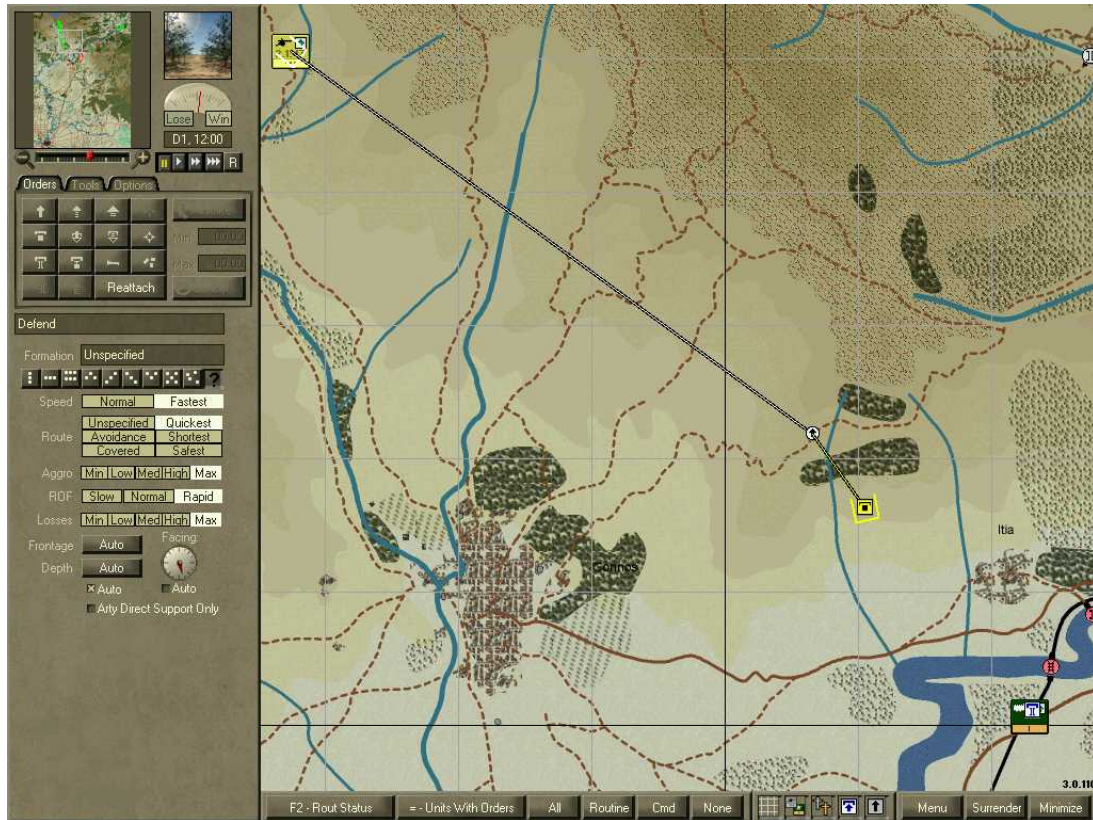 Lose Win
D1, 12:00
R
Orders Tools Options
Reattach
Defend
Formation Unspecified
?
Speed Normal Fastest
Unspecified Quickest
Route Avoidance Shortest
Covered Safest
Aggro Min Low Med High Max
ROF Slow Normal Rapid
Losses Min Low Med High Max
Frontage Auto Facing:
Depth Auto
Auto Auto
Arty Direct Support Only
Itia
Gonnos
3.0.110
F2 - Rout Status = - Units With Orders All Routine Cmd None Menu Surrender Minimize